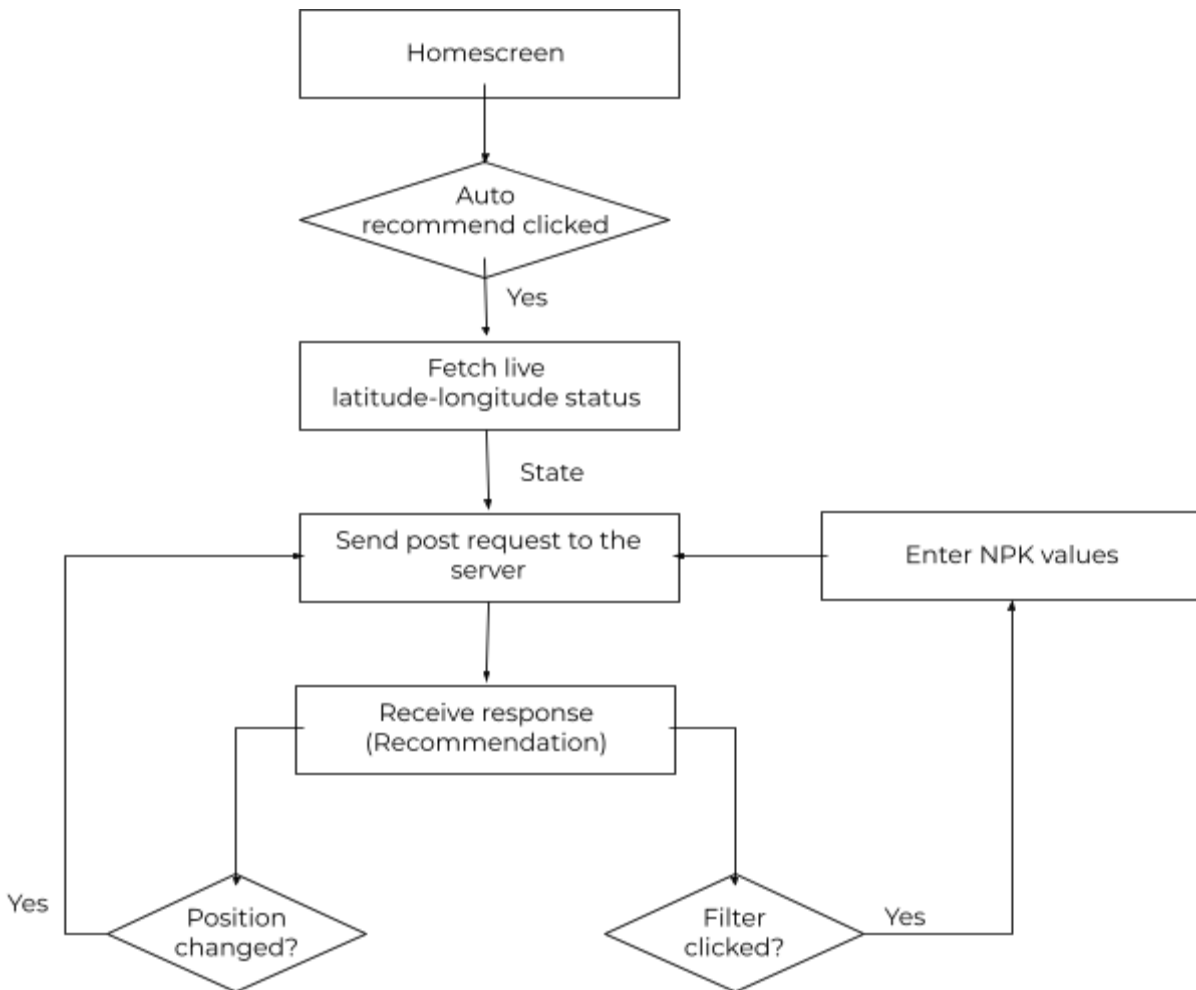 Homescreen
Auto
recommend clicked
Yes
Fetch live
latitude-longitude status
State
Send post request to the
server
Enter NPK values
Receive response
(Recommendation)
Yes
Position
changed?
Filter
clicked?
Yes